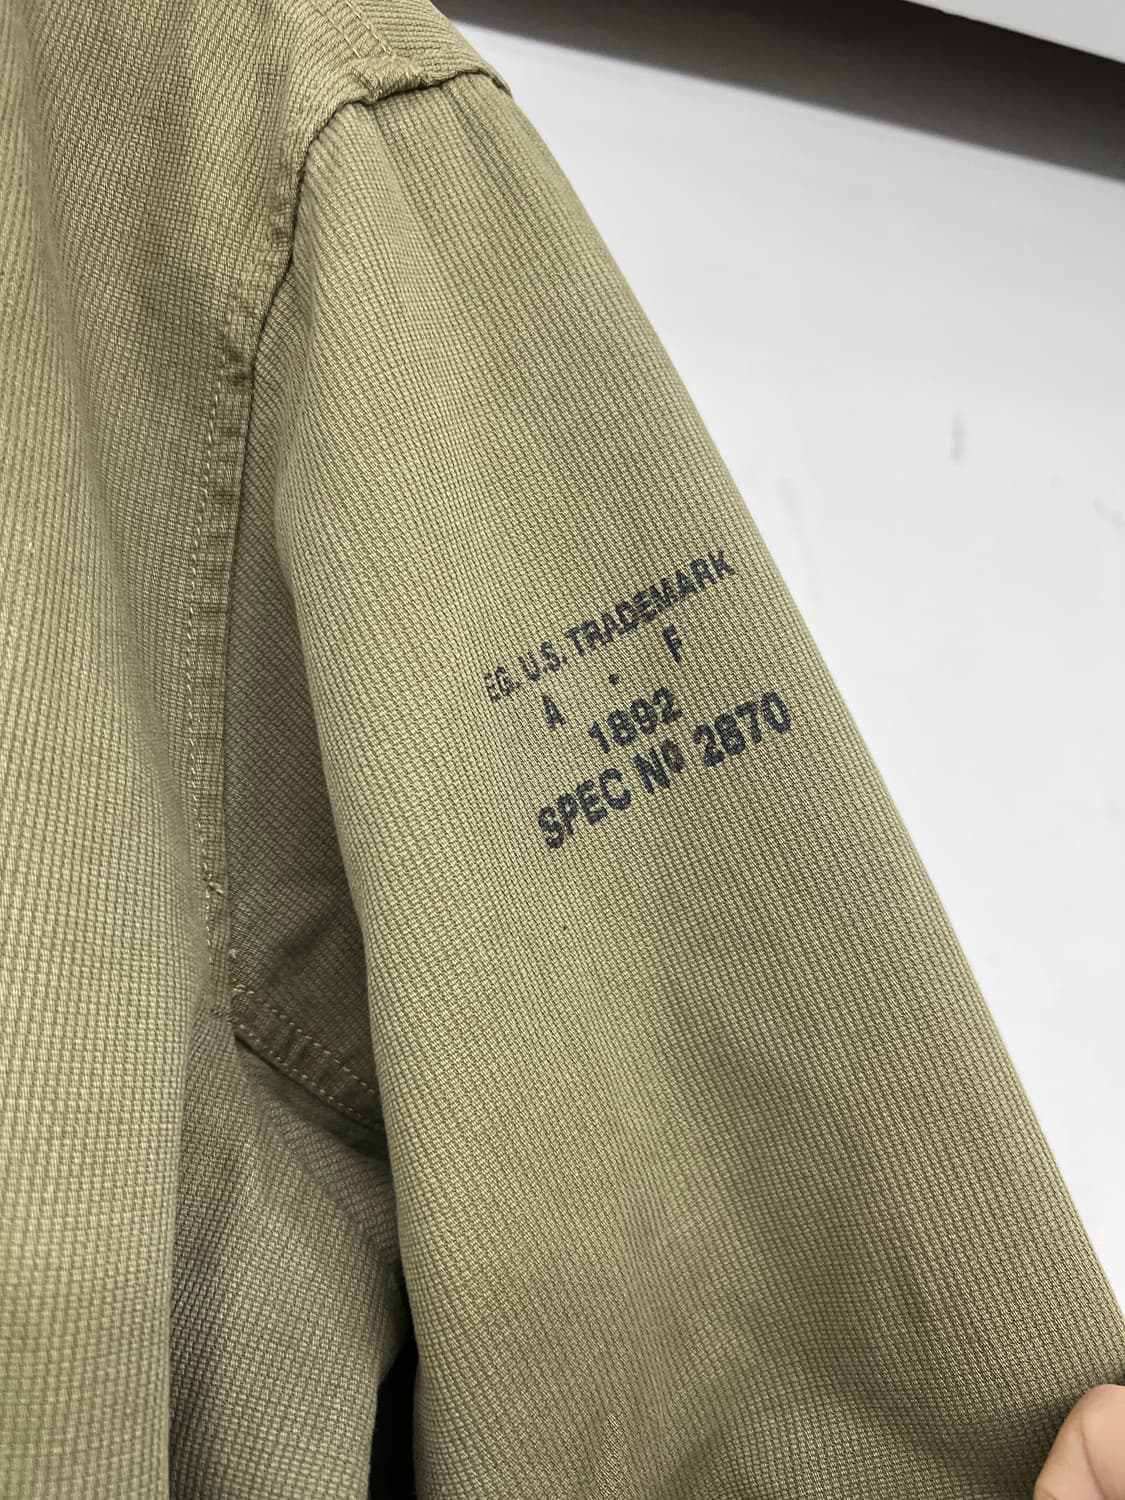 EG. U.S. TRADEMARK
A . F
1892
SPEC Nº 2870